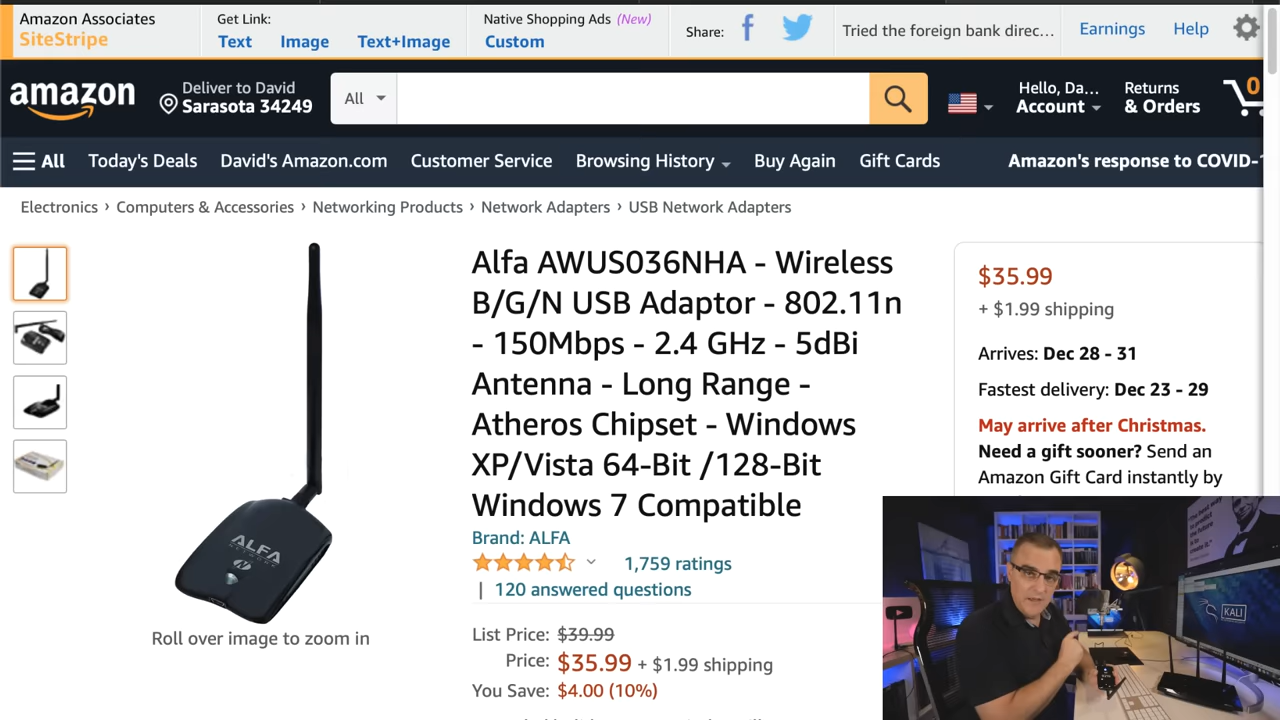 Amazon Associates
SiteStripe
Get Link:
Text Image Text+Image
Native Shopping Ads (New)
Custom
Share:
Tried the foreign bank direc...
Earnings Help
amazon
Deliver to David
Sarasota 34249
All
Hello, Da...
Account
Returns
& Orders
0
All Today's Deals David's Amazon.com Customer Service Browsing History Buy Again Gift Cards Amazon's response to COVID-1
Electronics › Computers & Accessories › Networking Products › Network Adapters › USB Network Adapters
Alfa AWUS036NHA - Wireless
B/G/N USB Adaptor - 802.11n
- 150Mbps - 2.4 GHz - 5dBi
Antenna - Long Range -
Atheros Chipset - Windows
XP/Vista 64-Bit /128-Bit
Windows 7 Compatible
Brand: ALFA
1,759 ratings
| 120 answered questions
List Price: $39.99
Price: $35.99 + $1.99 shipping
You Save: $4.00 (10%)
ALFA
Roll over image to zoom in
$35.99
+ $1.99 shipping
Arrives: Dec 28 - 31
Fastest delivery: Dec 23 - 29
May arrive after Christmas.
Need a gift sooner? Send an
Amazon Gift Card instantly by
KALI